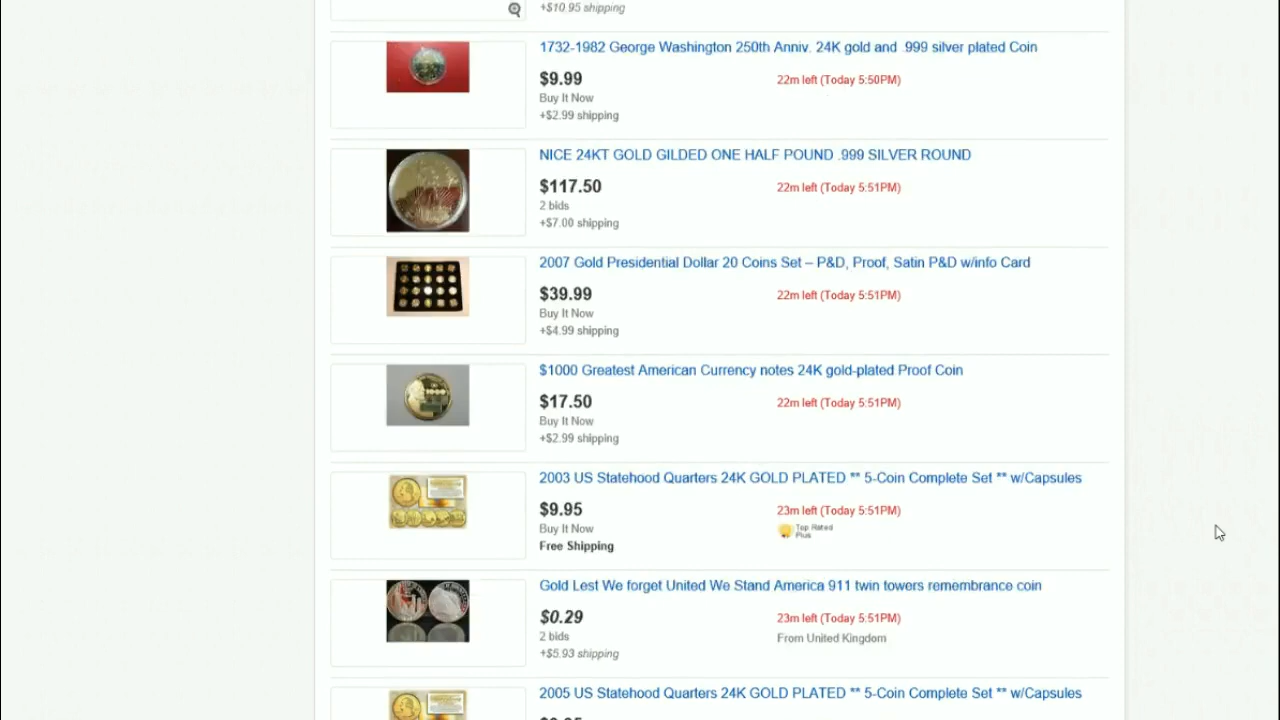 +$10.95 shipping
1732-1982 George Washington 250th Anniv. 24K gold and .999 silver plated Coin
$9.99
22m left (Today 5:50PM)
Buy It Now
+$2.99 shipping
NICE 24KT GOLD GILDED ONE HALF POUND .999 SILVER ROUND
$117.50
22m left (Today 5:51PM)
2 bids
+$7.00 shipping
2007 Gold Presidential Dollar 20 Coins Set – P&D, Proof, Satin P&D w/info Card
$39.99
22m left (Today 5:51PM)
Buy It Now
+$4.99 shipping
$1000 Greatest American Currency notes 24K gold-plated Proof Coin
$17.50
22m left (Today 5:51PM)
Buy It Now
+$2.99 shipping
2003 US Statehood Quarters 24K GOLD PLATED ** 5-Coin Complete Set ** w/Capsules
$9.95
23m left (Today 5:51PM)
Buy It Now
Top Rated
Plus
Free Shipping
Gold Lest We forget United We Stand America 911 twin towers remembrance coin
$0.29
23m left (Today 5:51PM)
2 bids
From United Kingdom
+$5.93 shipping
2005 US Statehood Quarters 24K GOLD PLATED ** 5-Coin Complete Set ** w/Capsules